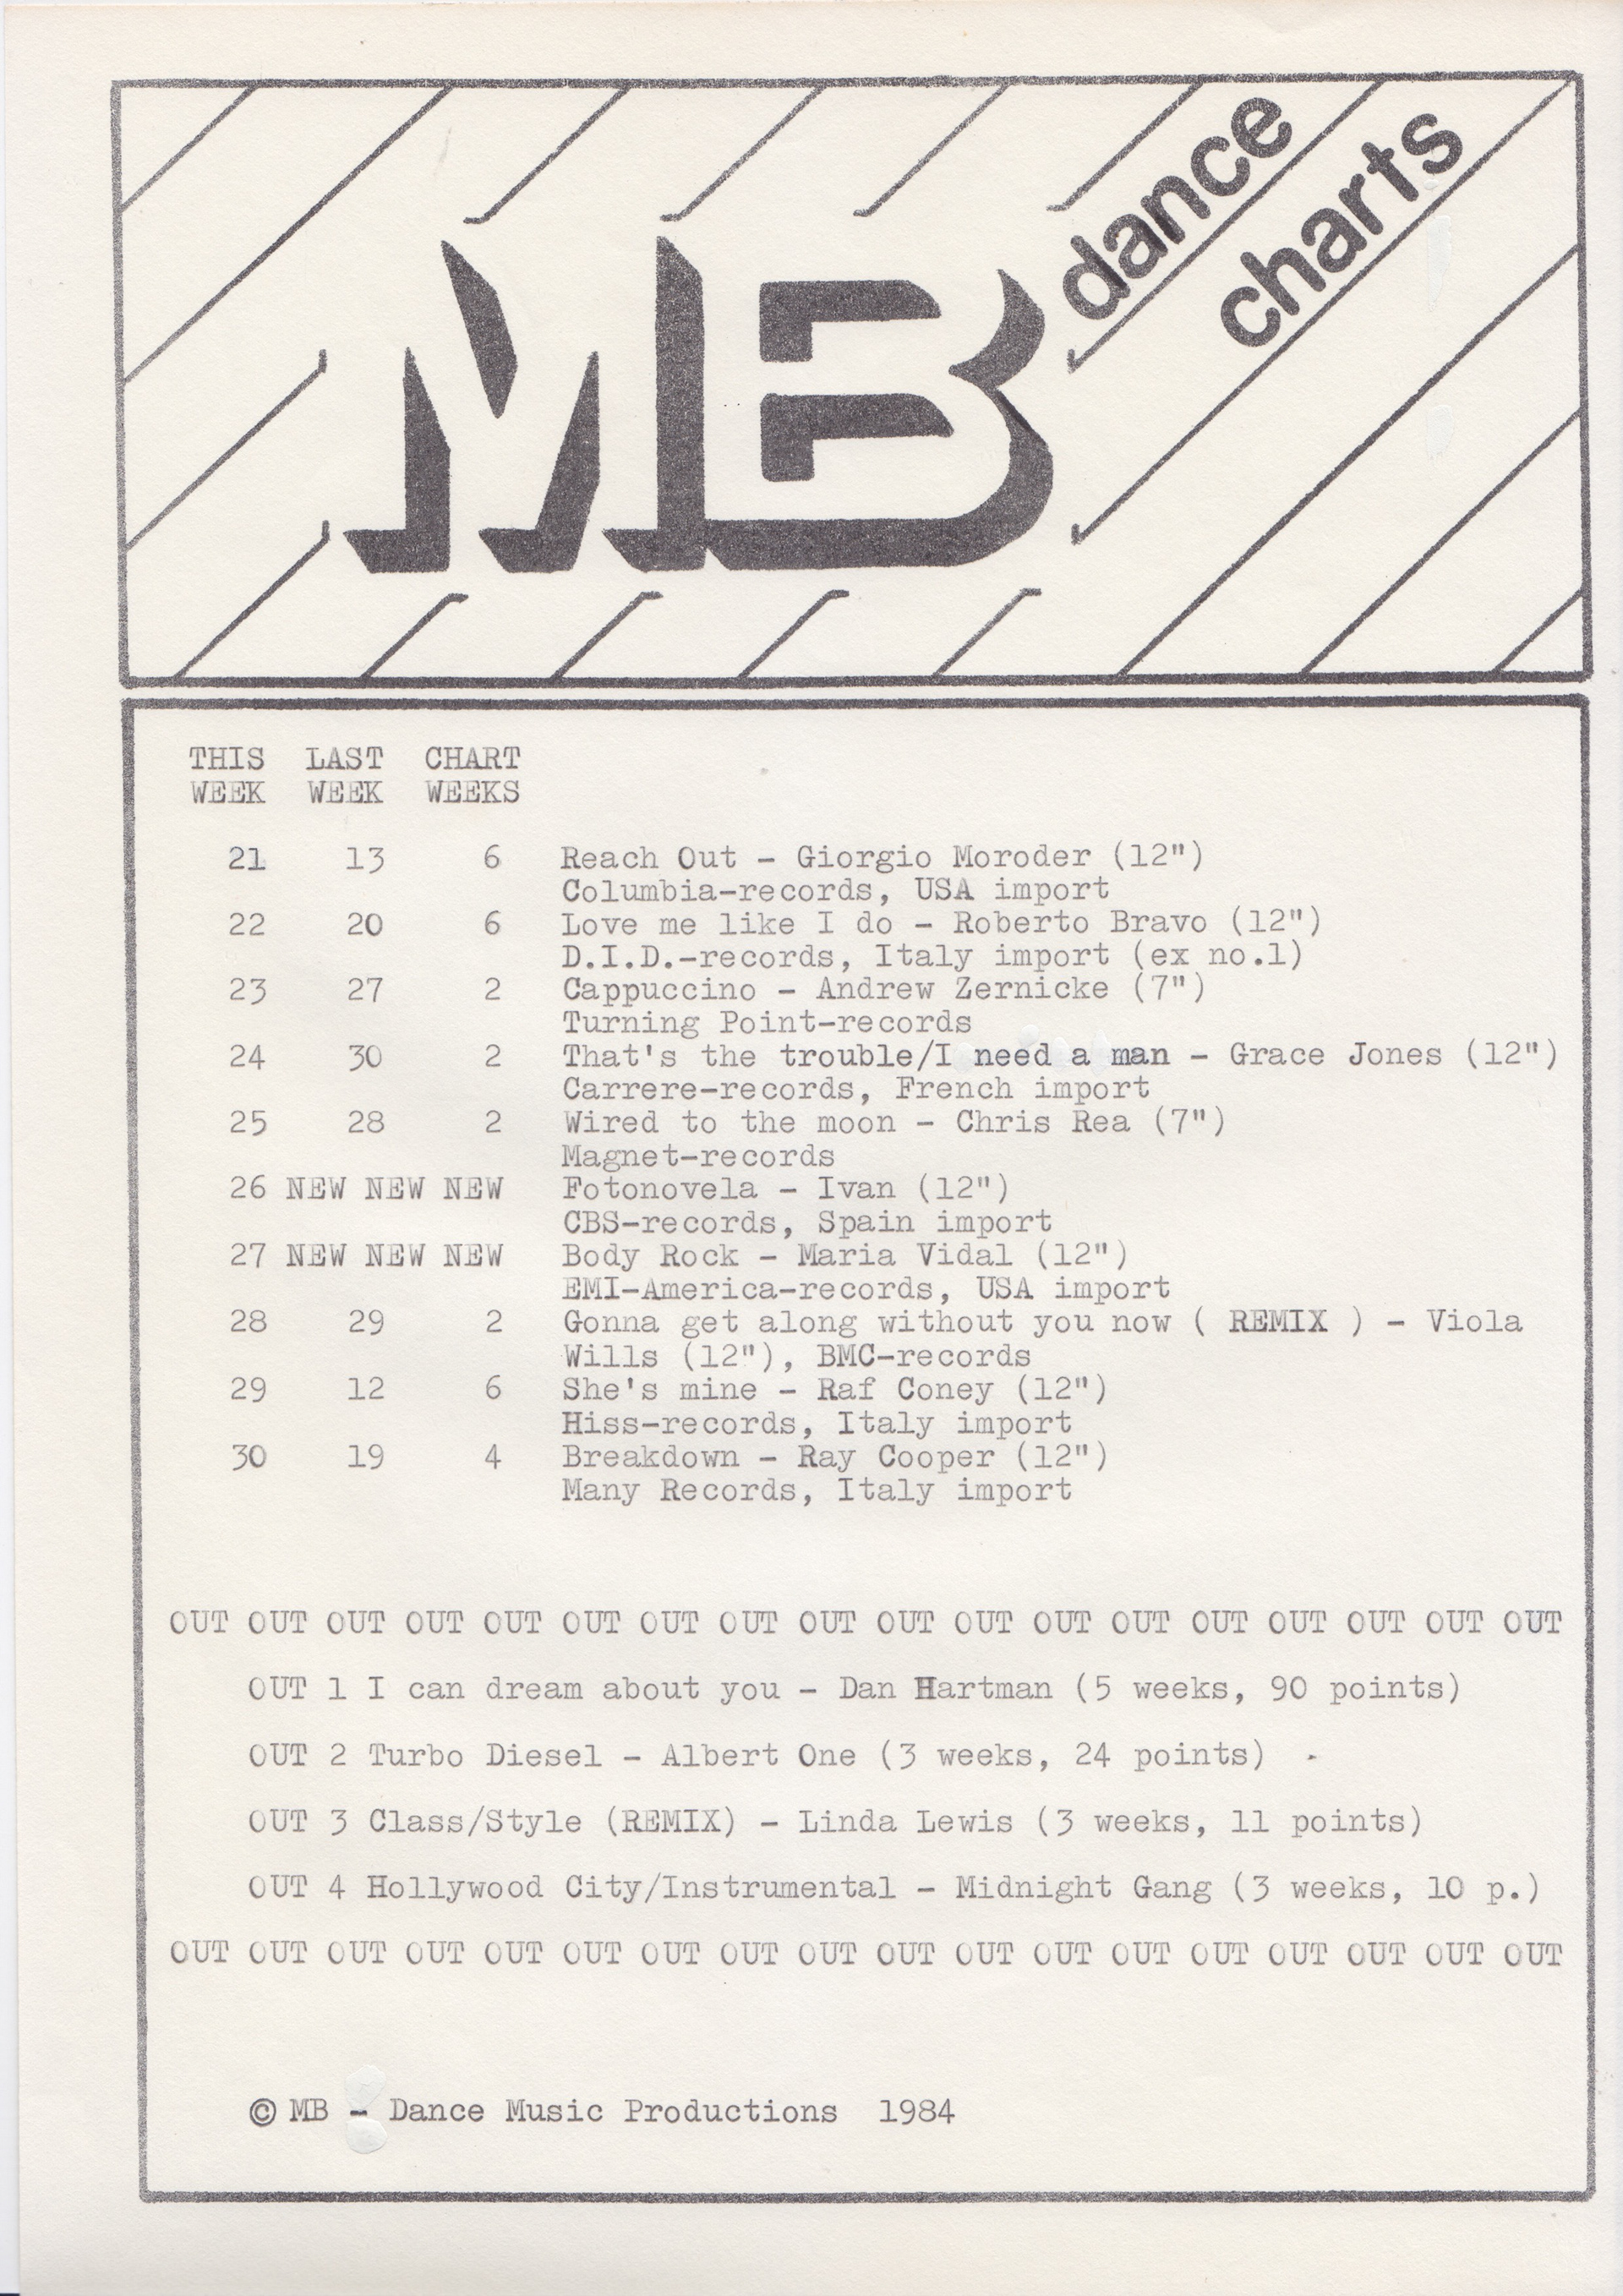 MB
dance
charts
THIS LAST CHART
WEEK WEEK WEEKS
21 13 6 Reach Out - Giorgio Moroder (12")
Columbia-records, USA import
22 20 6 Love me like I do - Roberto Bravo (12")
D.I.D.-records, Italy import (ex no.1)
23 27 2 Cappuccino - Andrew Zernicke (7")
Turning Point-records
24 30 2 That's the trouble/I need a man - Grace Jones (12")
Carrere-records, French import
25 28 2 Wired to the moon - Chris Rea (7")
Magnet-records
26 NEW NEW NEW Fotonovela - Ivan (12")
CBS-records, Spain import
27 NEW NEW NEW Body Rock - Maria Vidal (12")
EMI-America-records, USA import
28 29 2 Gonna get along without you now ( REMIX ) - Viola
Wills (12"), BMC-records
29 12 6 She's mine - Raf Coney (12")
Hiss-records, Italy import
30 19 4 Breakdown - Ray Cooper (12")
Many Records, Italy import
OUT OUT OUT OUT OUT OUT OUT OUT OUT OUT OUT OUT OUT OUT OUT OUT OUT OUT
OUT 1 I can dream about you - Dan Hartman (5 weeks, 90 points)
OUT 2 Turbo Diesel - Albert One (3 weeks, 24 points)
OUT 3 Class/Style (REMIX) - Linda Lewis (3 weeks, 11 points)
OUT 4 Hollywood City/Instrumental - Midnight Gang (3 weeks, 10 p.)
OUT OUT OUT OUT OUT OUT OUT OUT OUT OUT OUT OUT OUT OUT OUT OUT OUT OUT
© MB - Dance Music Productions 1984